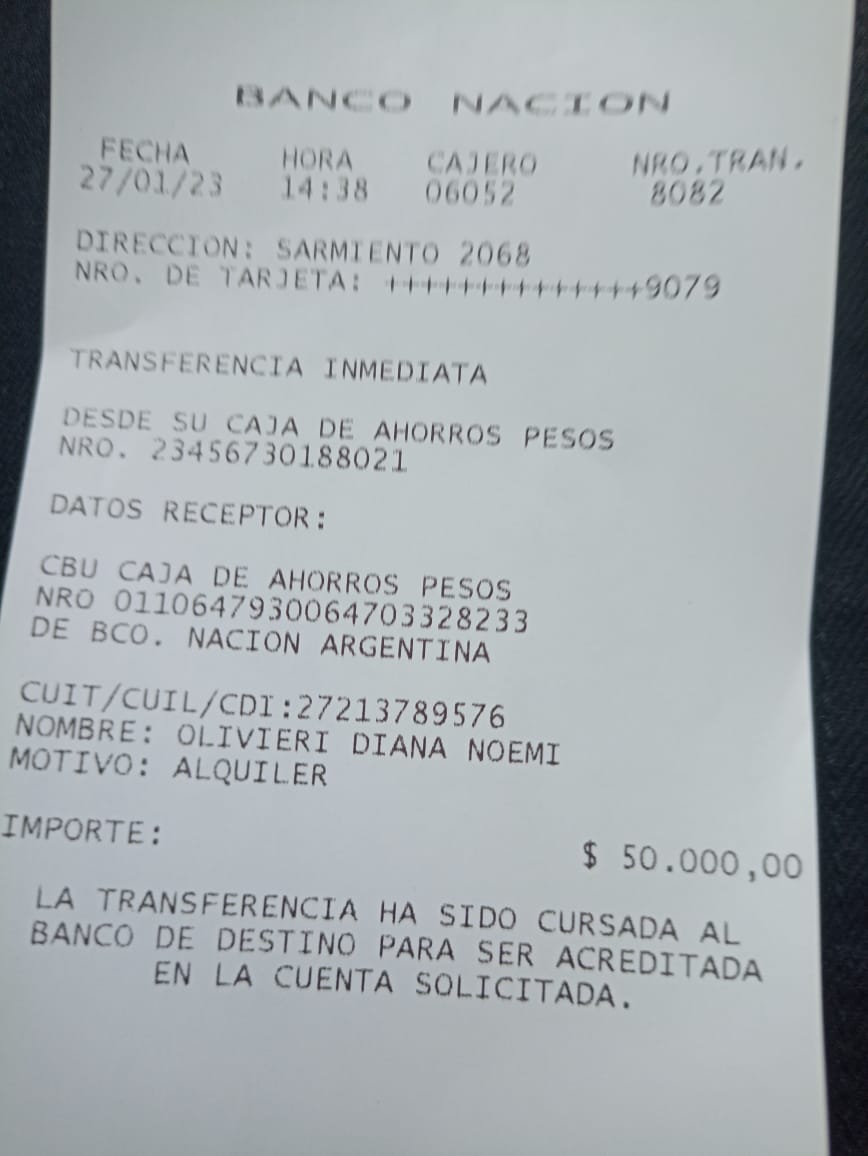 BANCO NACION
FECHA HORA CAJERO NRO.TRAN.
27/01/23 14:38 06052 8082
DIRECCION: SARMIENTO 2068
NRO. DE TARJETA: ++++++++++++++9079
TRANSFERENCIA INMEDIATA
DESDE SU CAJA DE AHORROS PESOS
NRO. 23456730188021
DATOS RECEPTOR:
CBU CAJA DE AHORROS PESOS
NRO 0110647930064703328233
DE BCO. NACION ARGENTINA
CUIT/CUIL/CDI:27213789576
NOMBRE: OLIVIERI DIANA NOEMI
MOTIVO: ALQUILER
IMPORTE: $ 50.000,00
LA TRANSFERENCIA HA SIDO CURSADA AL
BANCO DE DESTINO PARA SER ACREDITADA
EN LA CUENTA SOLICITADA.